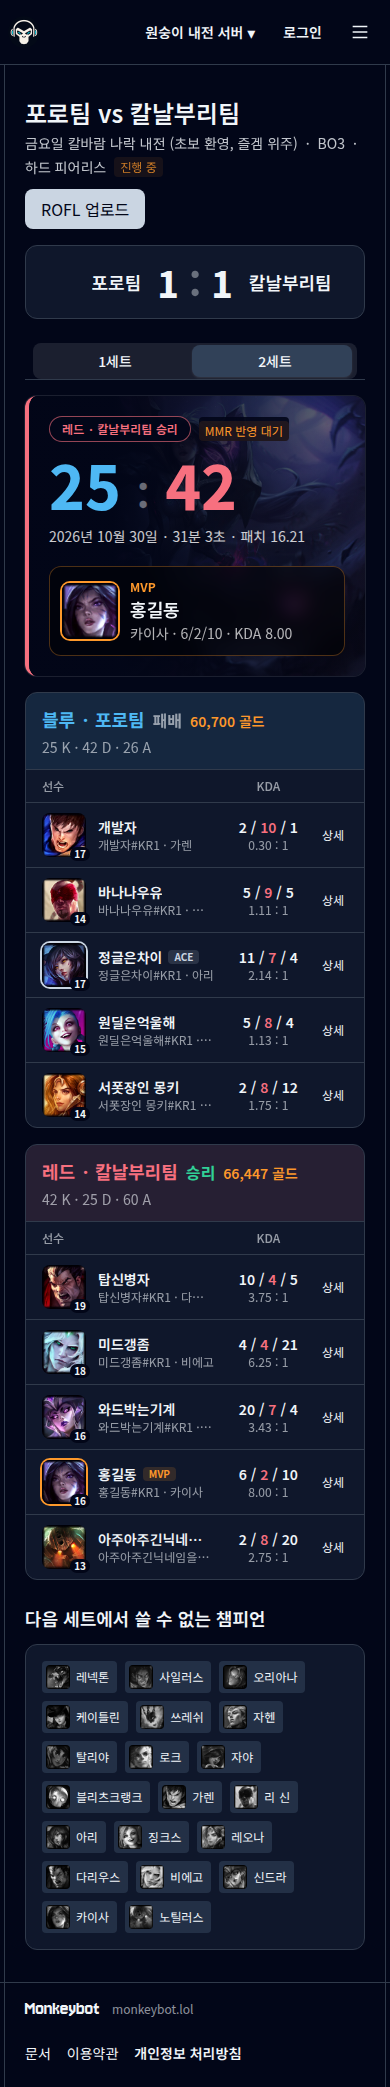 원숭이 내전 서버 ▾ 로그인
포로팀 vs 칼날부리팀
금요일 칼바람 나락 내전 (초보 환영, 즐겜 위주) · BO3 ·
하드 피어리스 진행 중
ROFL 업로드
포로팀 1 : 1 칼날부리팀
1세트 2세트
레드 · 칼날부리팀 승리 MMR 반영 대기
25 : 42
2026년 10월 30일 · 31분 3초 · 패치 16.21
MVP
홍길동
카이사 · 6/2/10 · KDA 8.00
블루 · 포로팀 패배 60,700 골드
25 K · 42 D · 26 A
선수 KDA
개발자 2 / 10 / 1 상세
17 개발자#KR1 · 가렌 0.30 : 1
바나나우유 5 / 9 / 5 상세
14 바나나우유#KR1 · ⋯ 1.11 : 1
정글은차이 ACE 11 / 7 / 4 상세
17 정글은차이#KR1 · 아리 2.14 : 1
원딜은억울해 5 / 8 / 4 상세
15 원딜은억울해#KR1 · ⋯ 1.13 : 1
서폿장인 몽키 2 / 8 / 12 상세
14 서폿장인 몽키#KR1 ⋯ 1.75 : 1
레드 · 칼날부리팀 승리 66,447 골드
42 K · 25 D · 60 A
선수 KDA
탑신병자 10 / 4 / 5 상세
19 탑신병자#KR1 · 다⋯ 3.75 : 1
미드갱좀 4 / 4 / 21 상세
18 미드갱좀#KR1 · 비에고 6.25 : 1
와드박는기계 20 / 7 / 4 상세
16 와드박는기계#KR1 · ⋯ 3.43 : 1
홍길동 MVP 6 / 2 / 10 상세
16 홍길동#KR1 · 카이사 8.00 : 1
아주아주긴닉네⋯ 2 / 8 / 20 상세
13 아주아주긴닉네임을⋯ 2.75 : 1
다음 세트에서 쓸 수 없는 챔피언
레넥톤 사일러스 오리아나
케이틀린 쓰레쉬 자헨
탈리야 로크 자야
블리츠크랭크 가렌 리 신
아리 징크스 레오나
다리우스 비에고 신드라
카이사 노틸러스
Monkeybot monkeybot.lol
문서 이용약관 개인정보 처리방침